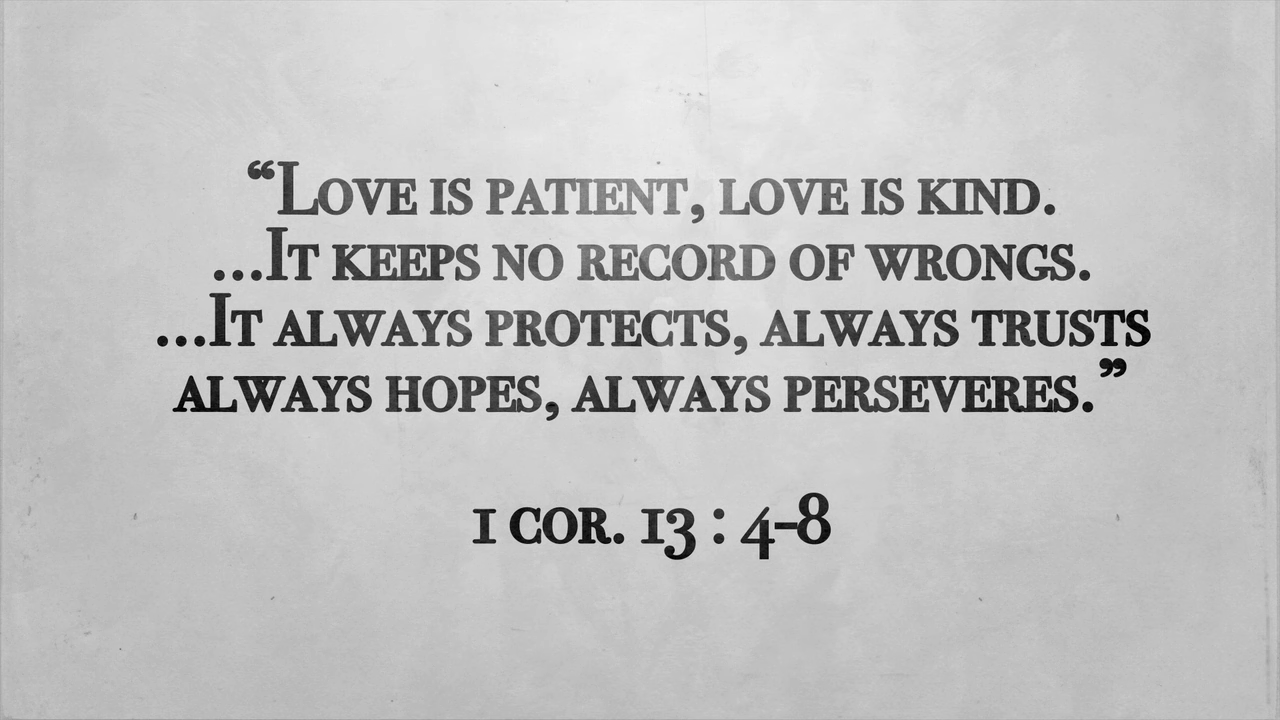 “Love is patient, love is kind.
...It keeps no record of wrongs.
...It always protects, always trusts
always hopes, always perseveres.”
1 cor. 13 : 4-8